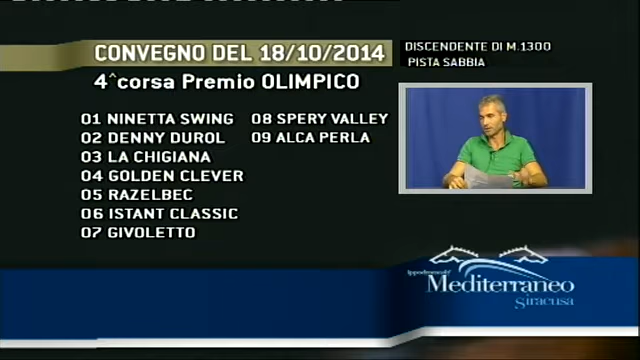 CONVEGNO DEL 18/10/2014
DISCENDENTE DI M.1300
PISTA SABBIA
4^corsa Premio OLIMPICO
01 NINETTA SWING
02 DENNY DUROL
03 LA CHIGIANA
04 GOLDEN CLEVER
05 RAZELBEC
06 ISTANT CLASSIC
07 GIVOLETTO
08 SPERY VALLEY
09 ALCA PERLA
Mediterraneo
Siracusa